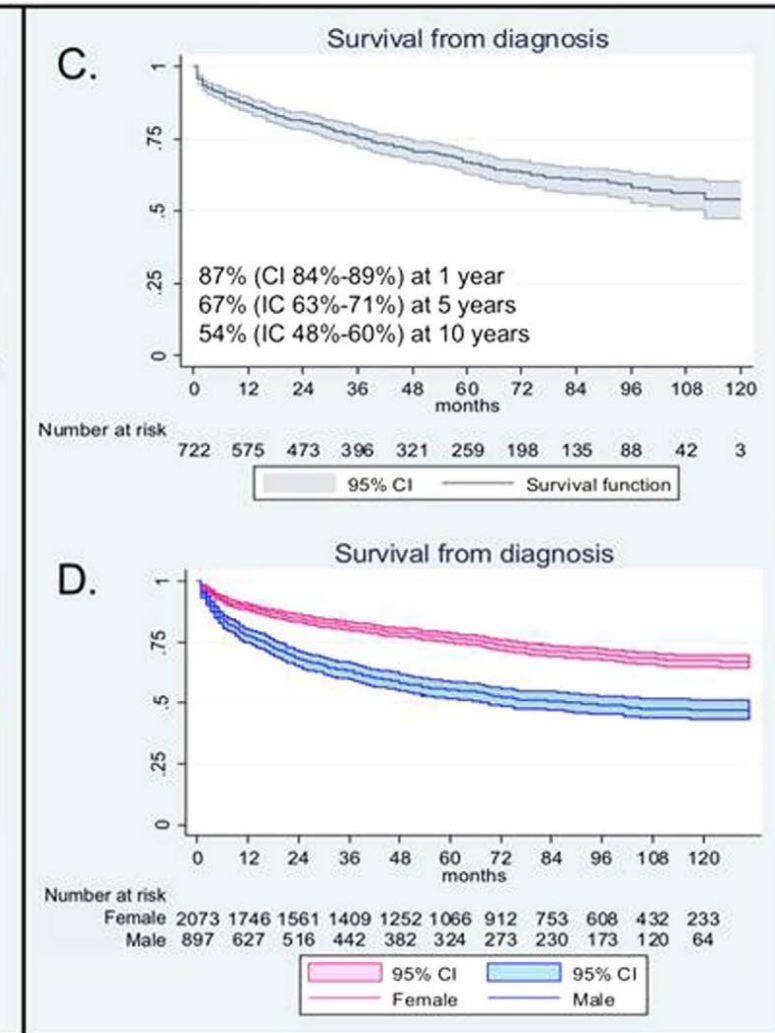 C.
Survival from diagnosis
1
.75
.5
.25
0
87% (CI 84%-89%) at 1 year
67% (IC 63%-71%) at 5 years
54% (IC 48%-60%) at 10 years
0 12 24 36 48 60 72 84 96 108 120
months
Number at risk
722 575 473 396 321 259 198 135 88 42 3
95% CI Survival function
D.
Survival from diagnosis
1
.75
.5
.25
0
0 12 24 36 48 60 72 84 96 108 120
months
Number at risk
Female 2073 1746 1561 1409 1252 1066 912 753 608 432 233
Male 897 627 516 442 382 324 273 230 173 120 64
95% CI 95% CI
Female Male